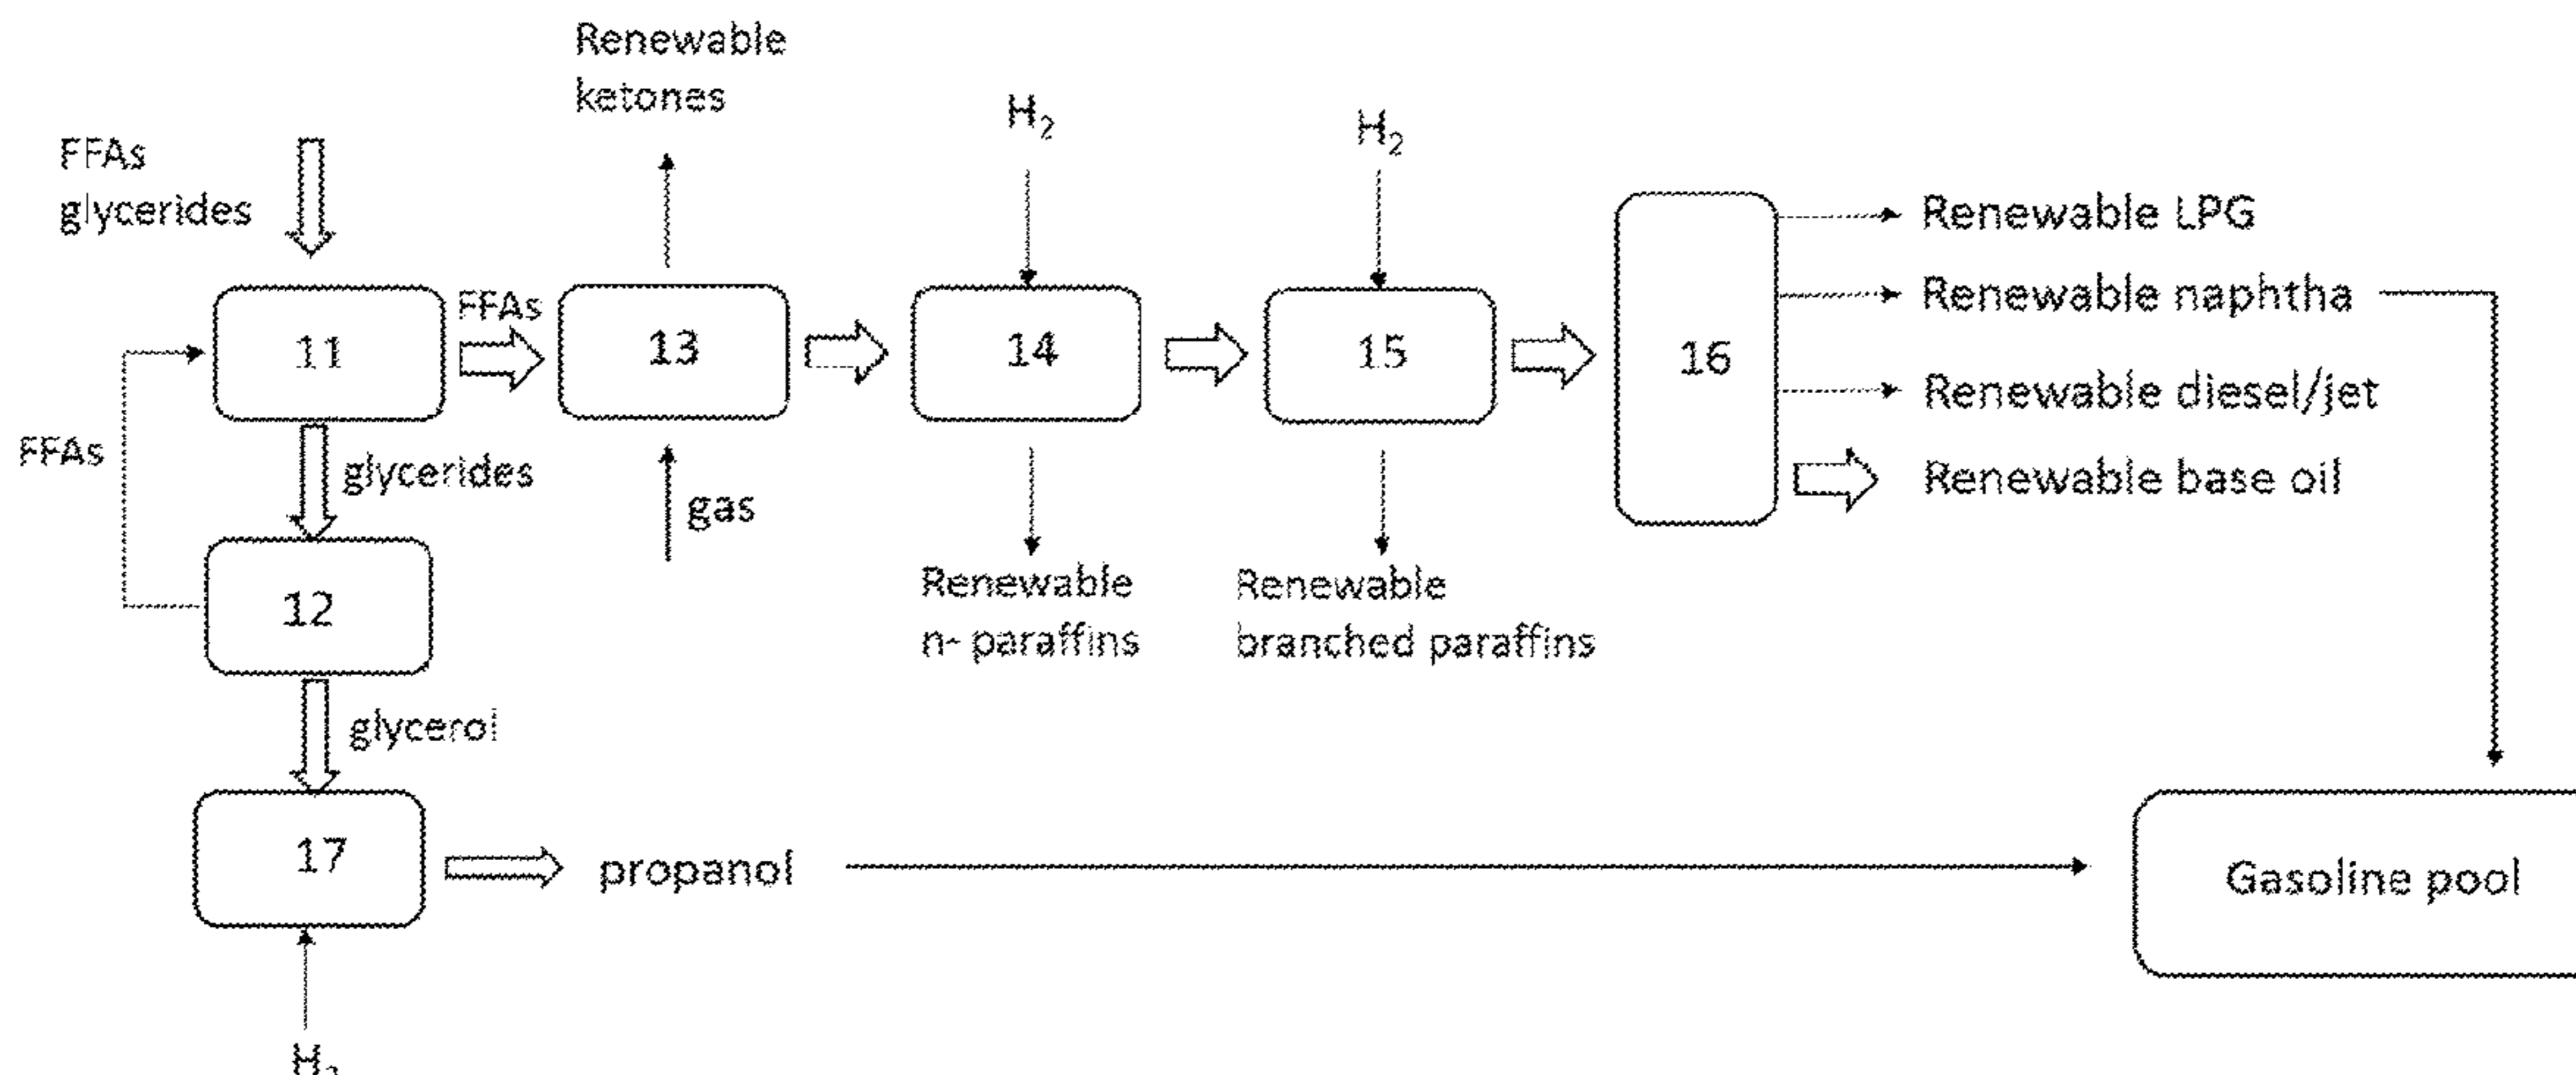 Renewable
ketones
H2
H2
FFAs
glycerides
Renewable LPG
FFAs
Renewable naphtha
11
13
14
15
16
Renewable diesel/jet
FFAs
glycerides
gas
Renewable base oil
12
Renewable
n- paraffins
Renewable
branched paraffins
glycerol
17
propanol
Gasoline pool
H2